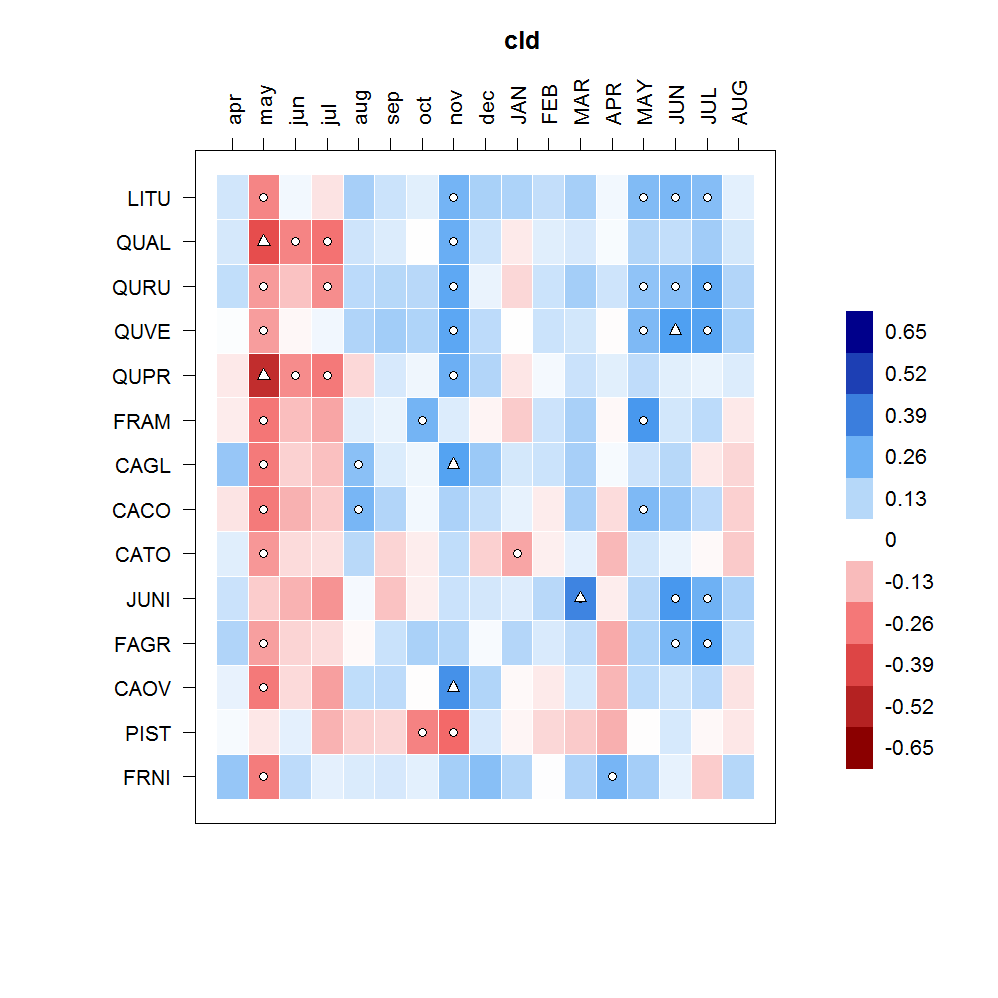 cld
apr may jun jul aug sep oct nov dec JAN FEB MAR APR MAY JUN JUL AUG
LITU
QUAL
QURU
QUVE
QUPR
FRAM
CAGL
CACO
CATO
JUNI
FAGR
CAOV
PIST
FRNI
0.65
0.52
0.39
0.26
0.13
0
-0.13
-0.26
-0.39
-0.52
-0.65